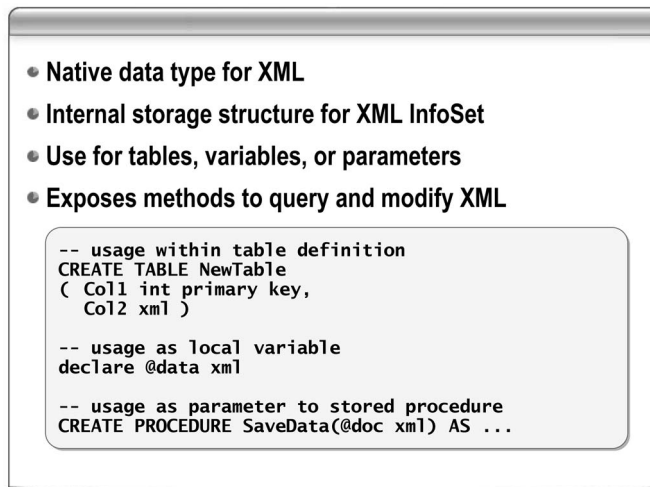 Native data type for XML
Internal storage structure for XML InfoSet
Use for tables, variables, or parameters
Exposes methods to query and modify XML
-- usage within table definition
CREATE TABLE NewTable
( Col1 int primary key,
Col2 xml )
-- usage as local variable
declare @data xml
-- usage as parameter to stored procedure
CREATE PROCEDURE SaveData(@doc xml) AS ...